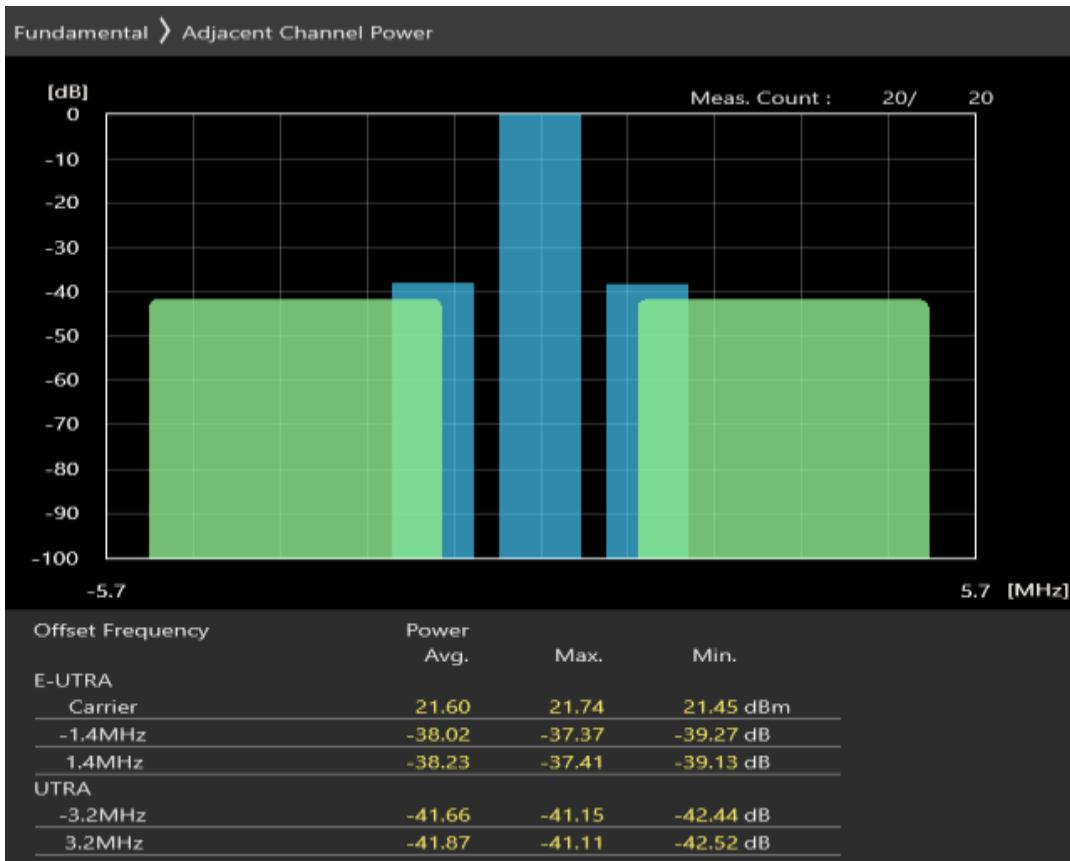 Fundamental 〉 Adjacent Channel Power
[dB]
Meas. Count : 20/ 20
0
-10
-20
-30
-40
-50
-60
-70
-80
-90
-100
-5.7 5.7 [MHz]
Offset Frequency Power
Avg. Max. Min.
E-UTRA
Carrier 21.60 21.74 21.45 dBm
-1.4MHz -38.02 -37.37 -39.27 dB
1.4MHz -38.23 -37.41 -39.13 dB
UTRA
-3.2MHz -41.66 -41.15 -42.44 dB
3.2MHz -41.87 -41.11 -42.52 dB